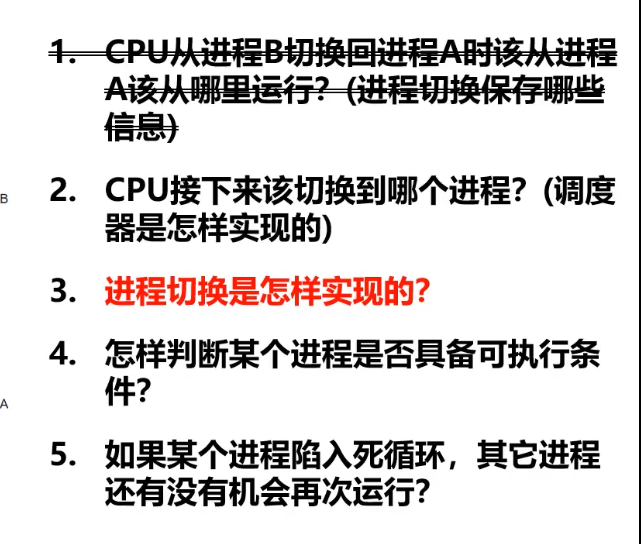 1. CPU从进程B切换回进程A时该从进程
A该从哪里运行？(进程切换保存哪些
信息)
B
2. CPU接下来该切换到哪个进程？(调度
器是怎样实现的)
3. 进程切换是怎样实现的？
4. 怎样判断某个进程是否具备可执行条
件？
A
5. 如果某个进程陷入死循环，其它进程
还有没有机会再次运行？